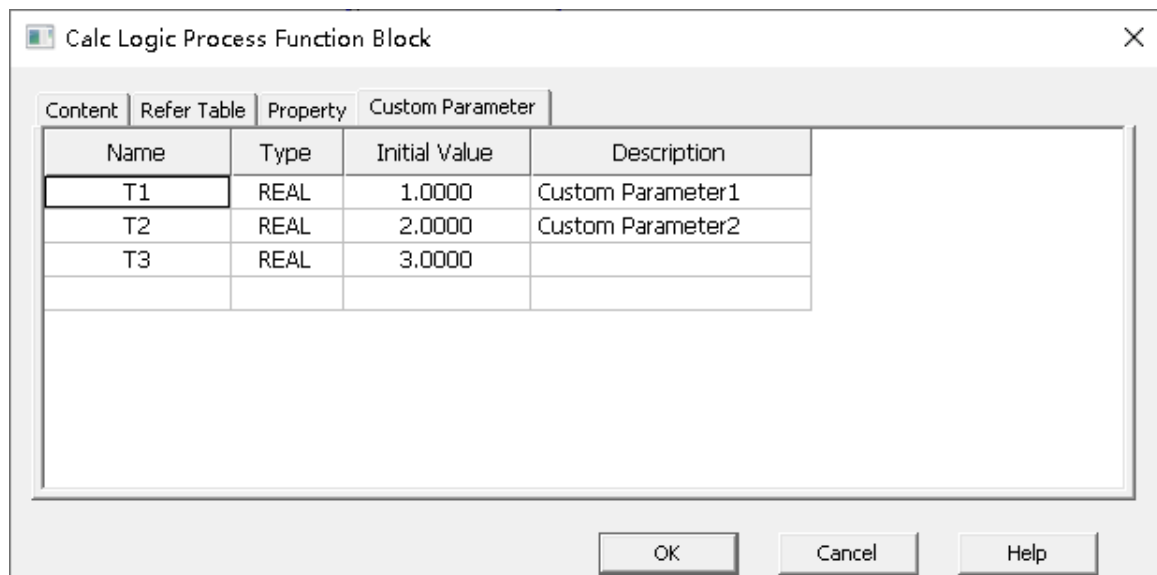 Calc Logic Process Function Block
Content Refer Table Property Custom Parameter
Name Type Initial Value Description
T1 REAL 1.0000 Custom Parameter1
T2 REAL 2.0000 Custom Parameter2
T3 REAL 3.0000
OK Cancel Help